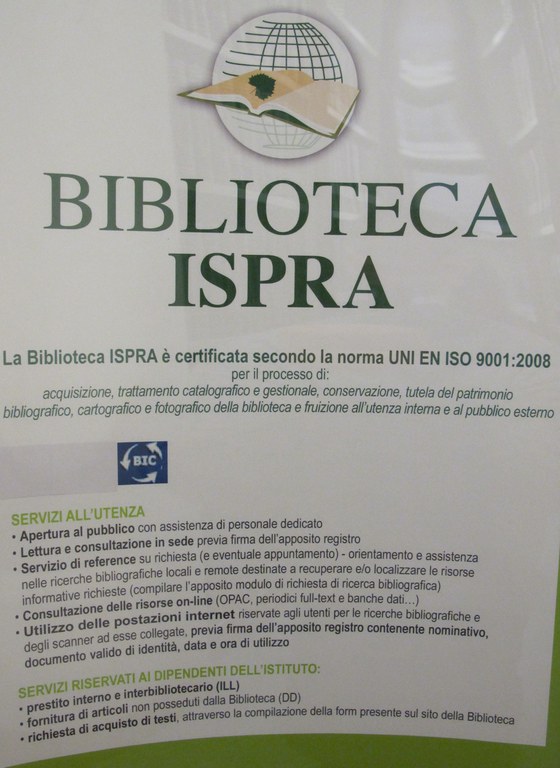 BIBLIOTECA
ISPRA
La Biblioteca ISPRA è certificata secondo la norma UNI EN ISO 9001:2008
per il processo di:
acquisizione, trattamento catalografico e gestionale, conservazione, tutela del patrimonio
bibliografico, cartografico e fotografico della biblioteca e fruizione all'utenza interna e al pubblico esterno
BIC
SERVIZI ALL'UTENZA
• Apertura al pubblico con assistenza di personale dedicato
• Lettura e consultazione in sede previa firma dell'apposito registro
• Servizio di reference su richiesta (e eventuale appuntamento) - orientamento e assistenza
nelle ricerche bibliografiche locali e remote destinate a recuperare e/o localizzare le risorse
informative richieste (compilare l'apposito modulo di richiesta di ricerca bibliografica)
• Consultazione delle risorse on-line (OPAC, periodici full-text e banche dati…)
• Utilizzo delle postazioni internet riservate agli utenti per le ricerche bibliografiche e
degli scanner ad esse collegate, previa firma dell'apposito registro contenente nominativo,
documento valido di identità, data e ora di utilizzo
SERVIZI RISERVATI AI DIPENDENTI DELL'ISTITUTO:
• prestito interno e interbibliotecario (ILL)
• fornitura di articoli non posseduti dalla Biblioteca (DD)
• richiesta di acquisto di testi, attraverso la compilazione della form presente sul sito della Biblioteca